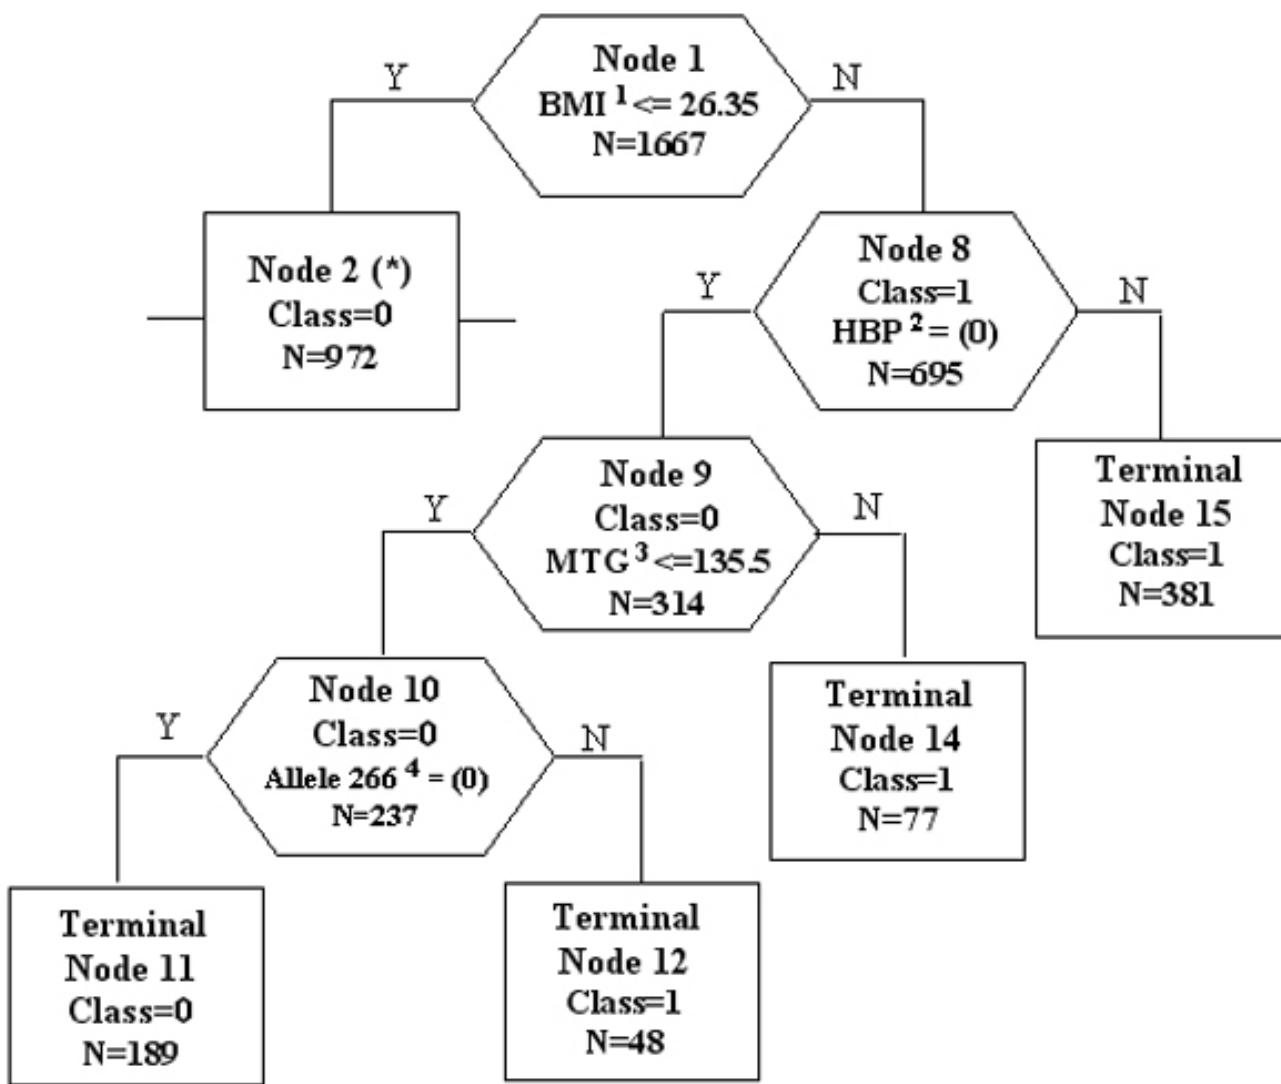 Node 1
BMI ¹ <= 26.35
N=1667
Y
N
Node 2 (*)
Class=0
N=972
Node 8
Class=1
HBP ² = (0)
N=695
Y
N
Node 9
Class=0
MTG ³ <=135.5
N=314
Y
N
Terminal
Node 15
Class=1
N=381
Node 10
Class=0
Allele 266 ⁴ = (0)
N=237
Y
N
Terminal
Node 14
Class=1
N=77
Terminal
Node 11
Class=0
N=189
Terminal
Node 12
Class=1
N=48